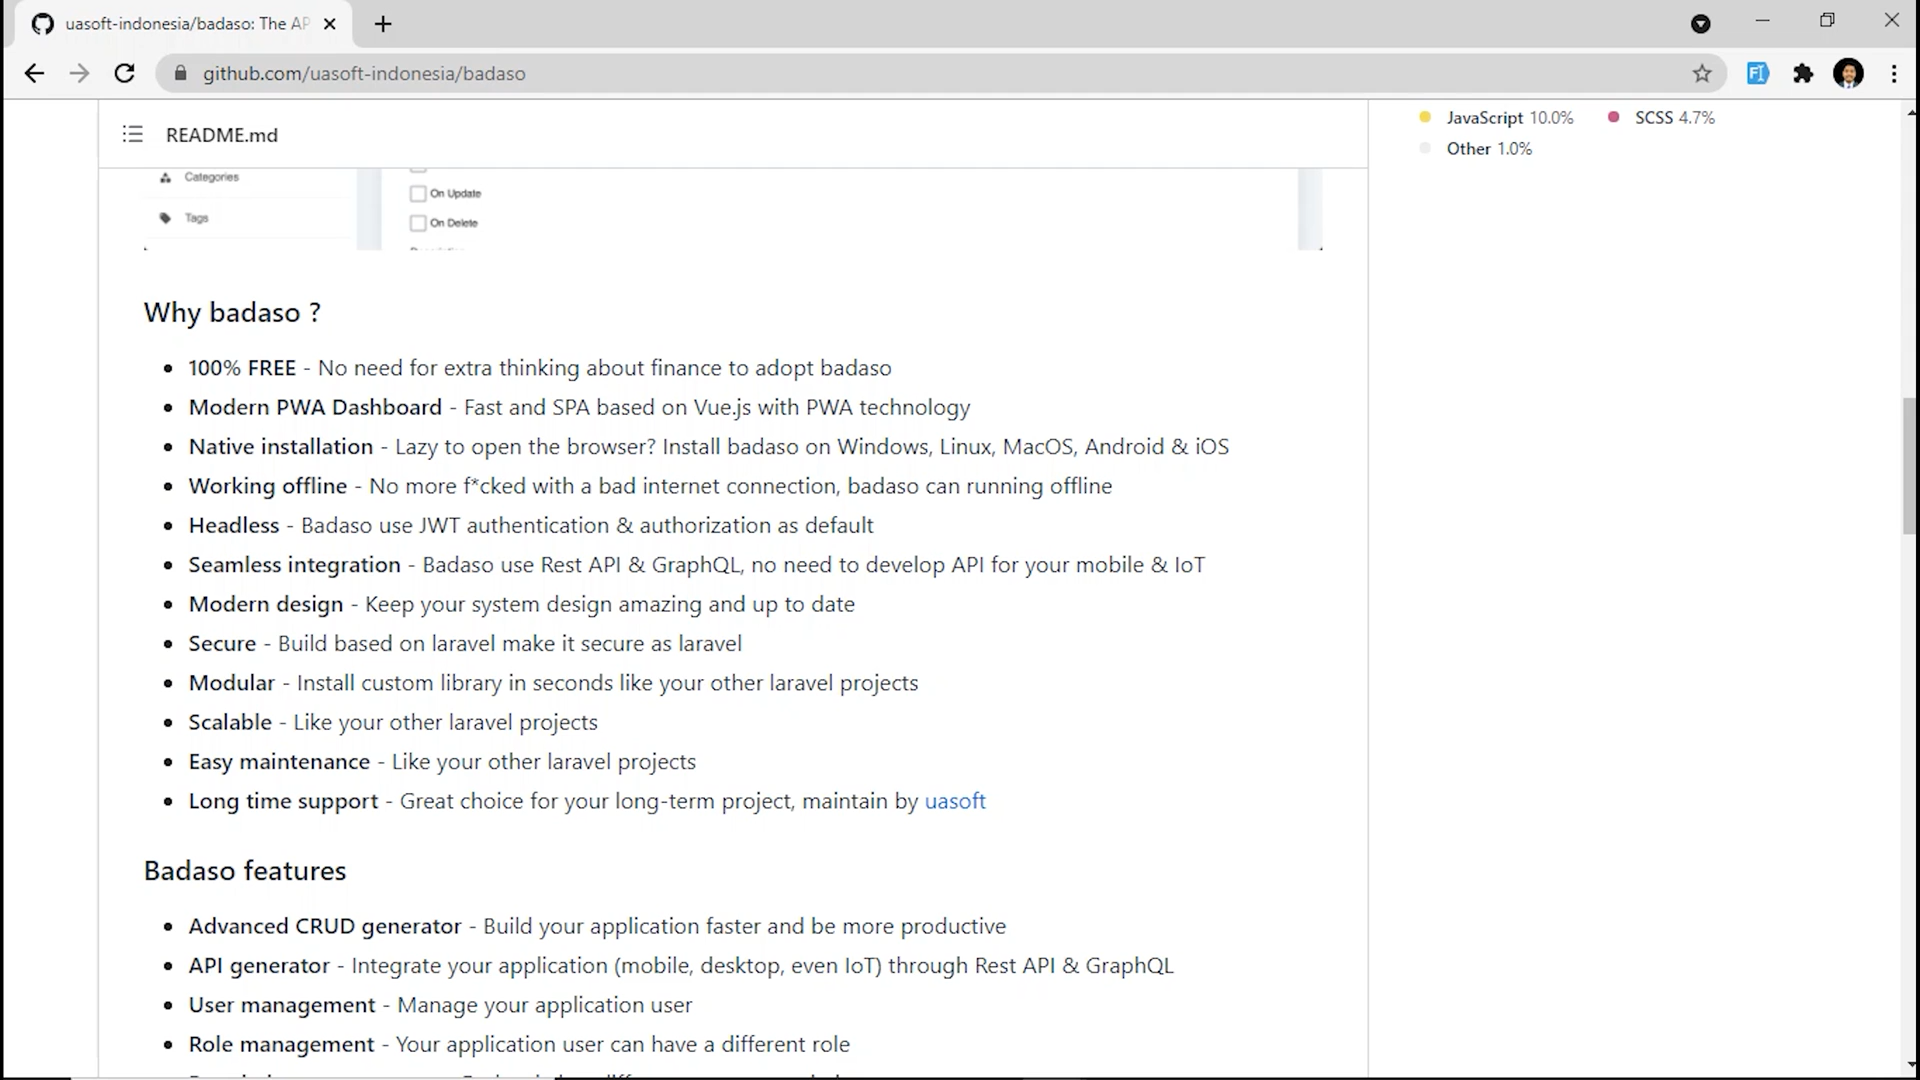 uasoft-indonesia/badaso: The AP
github.com/uasoft-indonesia/badaso
README.md
JavaScript 10.0% SCSS 4.7%
Other 1.0%
Categories
On Update
Tags
On Delete
Why badaso ?
100% FREE - No need for extra thinking about finance to adopt badaso
Modern PWA Dashboard - Fast and SPA based on Vue.js with PWA technology
Native installation - Lazy to open the browser? Install badaso on Windows, Linux, MacOS, Android & iOS
Working offline - No more f*cked with a bad internet connection, badaso can running offline
Headless - Badaso use JWT authentication & authorization as default
Seamless integration - Badaso use Rest API & GraphQL, no need to develop API for your mobile & IoT
Modern design - Keep your system design amazing and up to date
Secure - Build based on laravel make it secure as laravel
Modular - Install custom library in seconds like your other laravel projects
Scalable - Like your other laravel projects
Easy maintenance - Like your other laravel projects
Long time support - Great choice for your long-term project, maintain by uasoft
Badaso features
Advanced CRUD generator - Build your application faster and be more productive
API generator - Integrate your application (mobile, desktop, even IoT) through Rest API & GraphQL
User management - Manage your application user
Role management - Your application user can have a different role